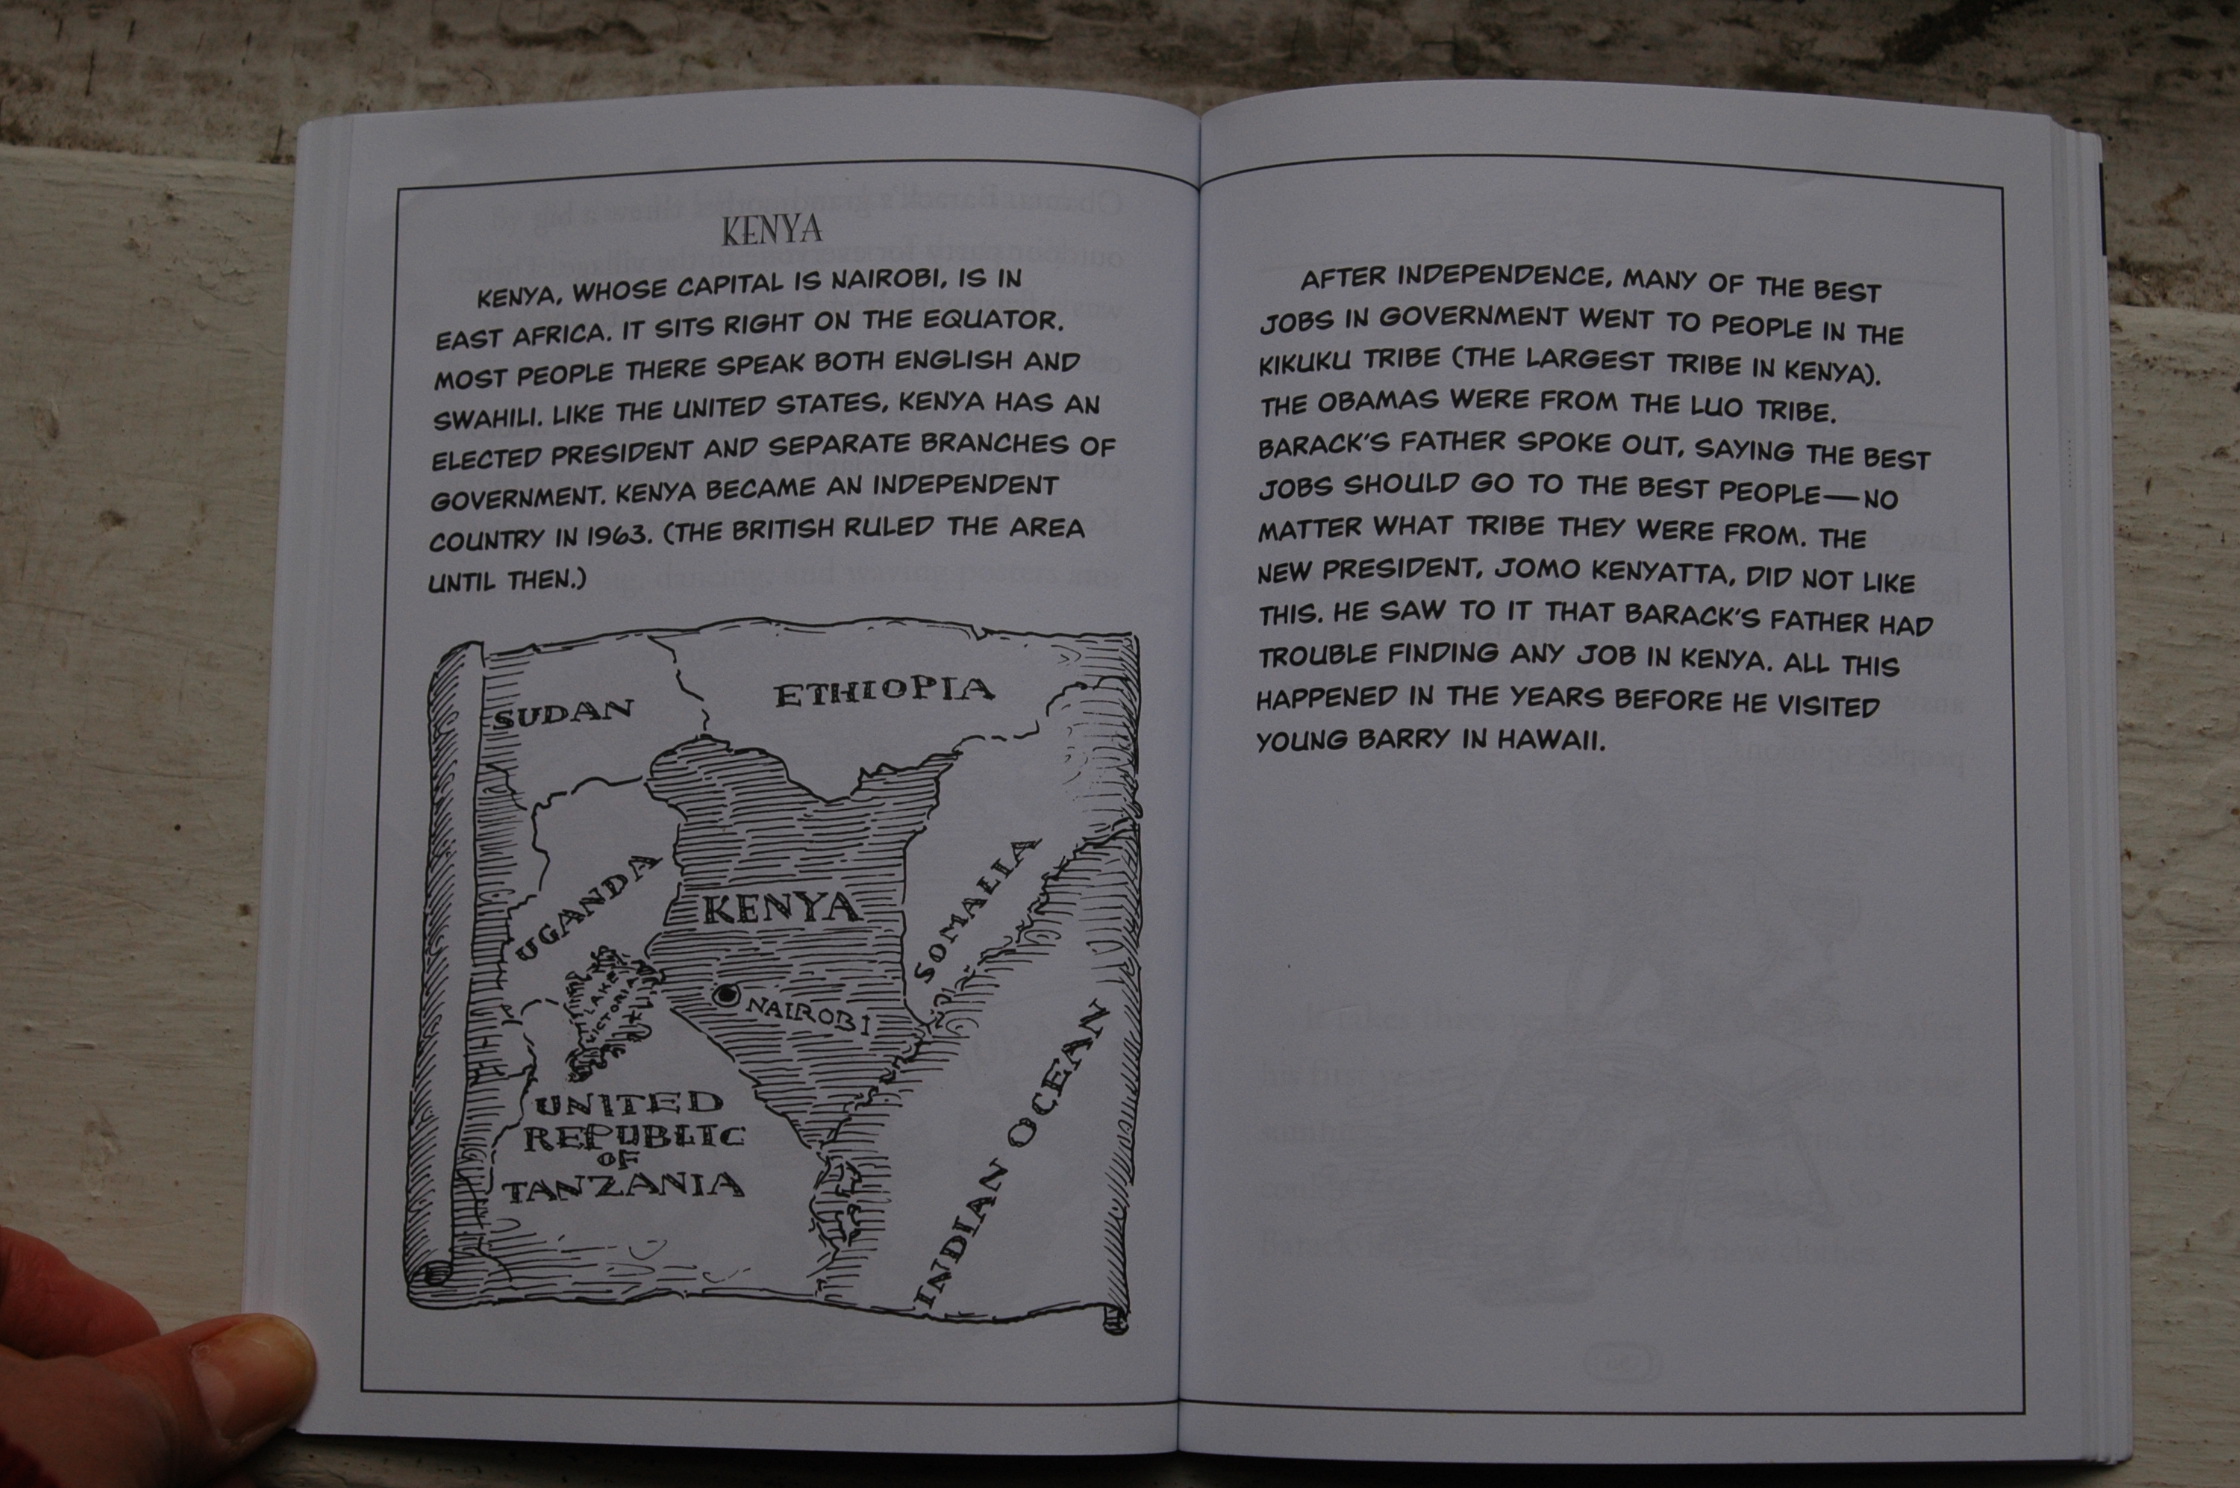 KENYA
KENYA, WHOSE CAPITAL IS NAIROBI, IS IN
EAST AFRICA. IT SITS RIGHT ON THE EQUATOR.
MOST PEOPLE THERE SPEAK BOTH ENGLISH AND
SWAHILI. LIKE THE UNITED STATES, KENYA HAS AN
ELECTED PRESIDENT AND SEPARATE BRANCHES OF
GOVERNMENT. KENYA BECAME AN INDEPENDENT
COUNTRY IN 1963. (THE BRITISH RULED THE AREA
UNTIL THEN.)
SUDAN
ETHIOPIA
UGANDA
KENYA
SOMALIA
LAKE
VICTORIA
NAIROBI
UNITED
REPUBLIC
OF
TANZANIA
INDIAN OCEAN
AFTER INDEPENDENCE, MANY OF THE BEST
JOBS IN GOVERNMENT WENT TO PEOPLE IN THE
KIKUKU TRIBE (THE LARGEST TRIBE IN KENYA).
THE OBAMAS WERE FROM THE LUO TRIBE.
BARACK'S FATHER SPOKE OUT, SAYING THE BEST
JOBS SHOULD GO TO THE BEST PEOPLE—NO
MATTER WHAT TRIBE THEY WERE FROM. THE
NEW PRESIDENT, JOMO KENYATTA, DID NOT LIKE
THIS. HE SAW TO IT THAT BARACK'S FATHER HAD
TROUBLE FINDING ANY JOB IN KENYA. ALL THIS
HAPPENED IN THE YEARS BEFORE HE VISITED
YOUNG BARRY IN HAWAII.